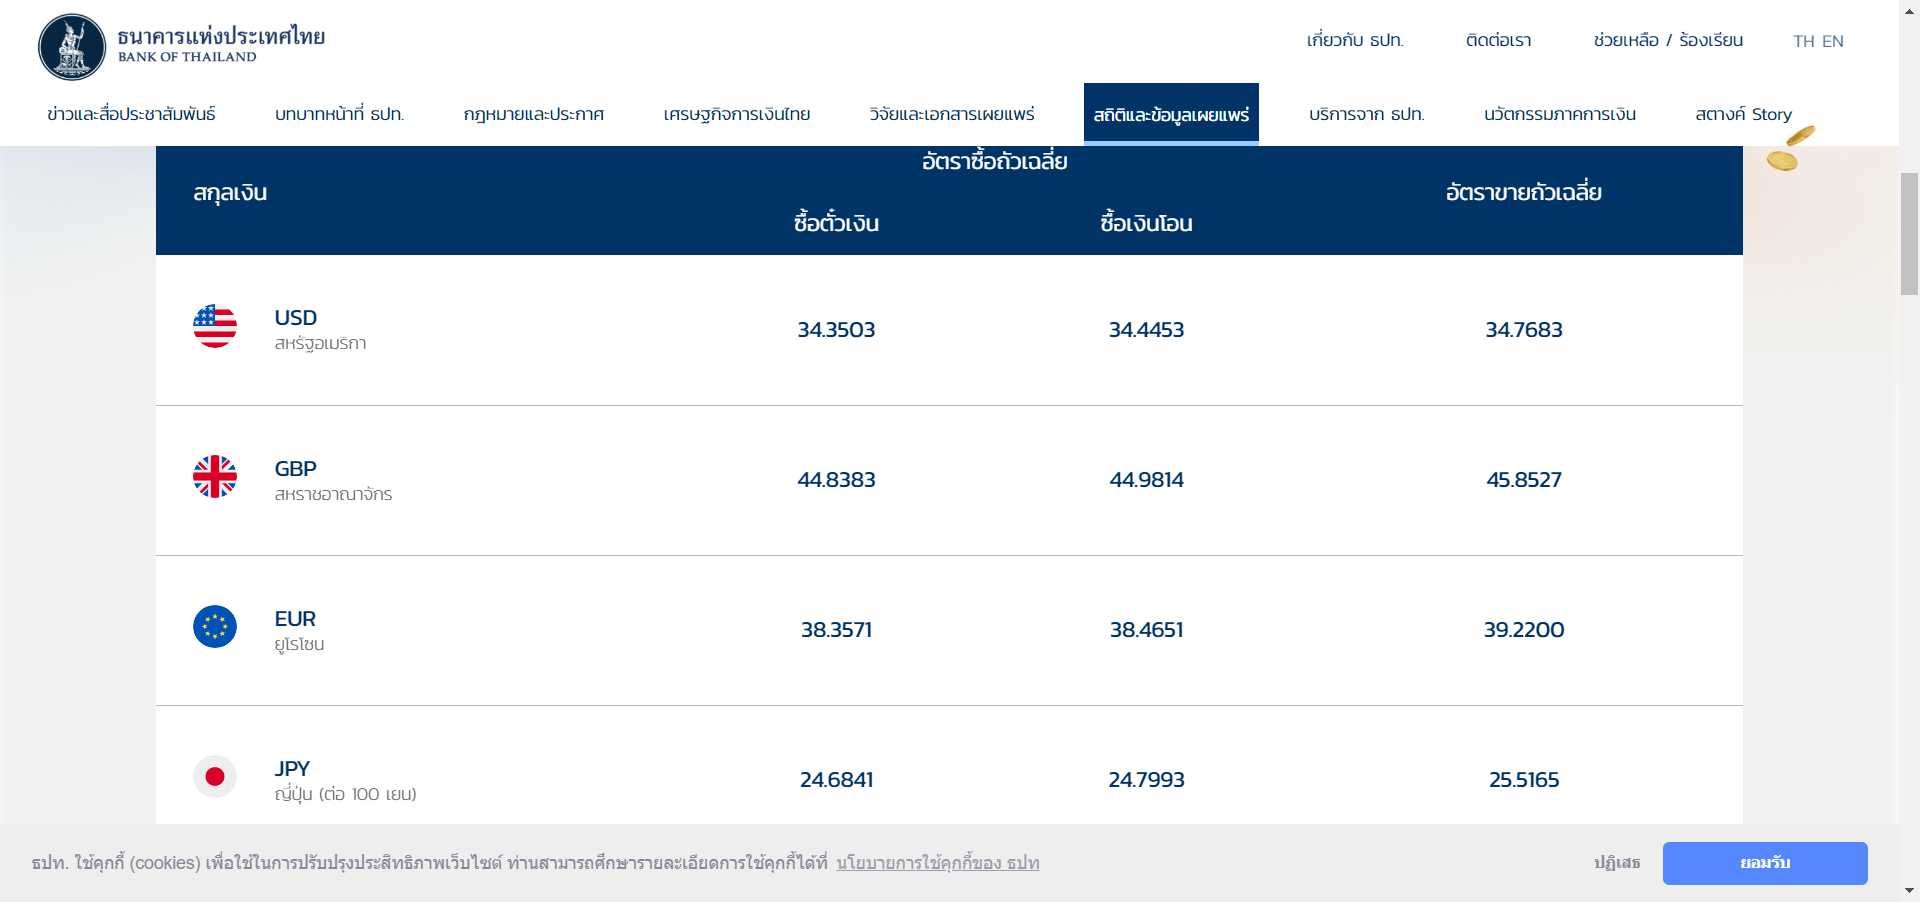 ธนาคารแห่งประเทศไทย
BANK OF THAILAND
เกี่ยวกับ ธปท. ติดต่อเรา ช่วยเหลือ / ร้องเรียน TH EN
ข่าวและสื่อประชาสัมพันธ์ บทบาทหน้าที่ ธปท. กฎหมายและประกาศ เศรษฐกิจการเงินไทย วิจัยและเอกสารเผยแพร่ สถิติและข้อมูลเผยแพร่ บริการจาก ธปท. นวัตกรรมภาคการเงิน สตางค์ Story
อัตราซื้อถัวเฉลี่ย
สกุลเงิน อัตราขายถัวเฉลี่ย
ซื้อตั๋วเงิน ซื้อเงินโอน
USD
สหรัฐอเมริกา
34.3503 34.4453 34.7683
GBP
สหราชอาณาจักร
44.8383 44.9814 45.8527
EUR
ยูโรโซน
38.3571 38.4651 39.2200
JPY
ญี่ปุ่น (ต่อ 100 เยน)
24.6841 24.7993 25.5165
ธปท. ใช้คุกกี้ (cookies) เพื่อใช้ในการปรับปรุงประสิทธิภาพเว็บไซต์ ท่านสามารถศึกษารายละเอียดการใช้คุกกี้ได้ที่ นโยบายการใช้คุกกี้ของ ธปท
ปฏิเสธ ยอมรับ